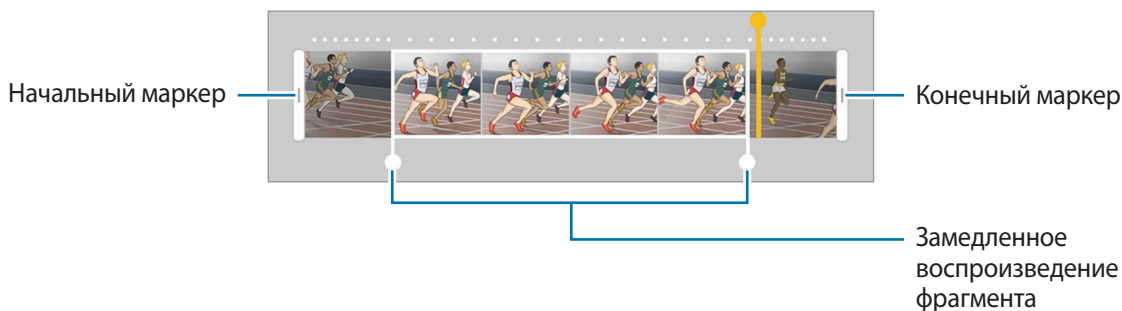 Начальный маркер
Конечный маркер
Замедленное
воспроизведение
фрагмента